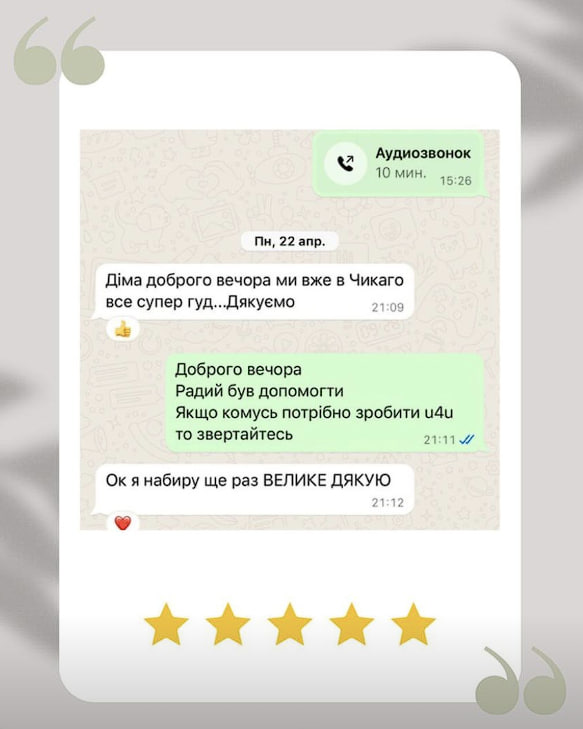 Аудиозвонок
10 мин.
15:26
Пн, 22 апр.
Діма доброго вечора ми вже в Чикаго
все супер гуд...Дякуємо
21:09
Доброго вечора
Радий був допомогти
Якщо комусь потрібно зробити u4u
то звертайтесь
21:11
Ок я набиру ще раз ВЕЛИКЕ ДЯКУЮ
21:12